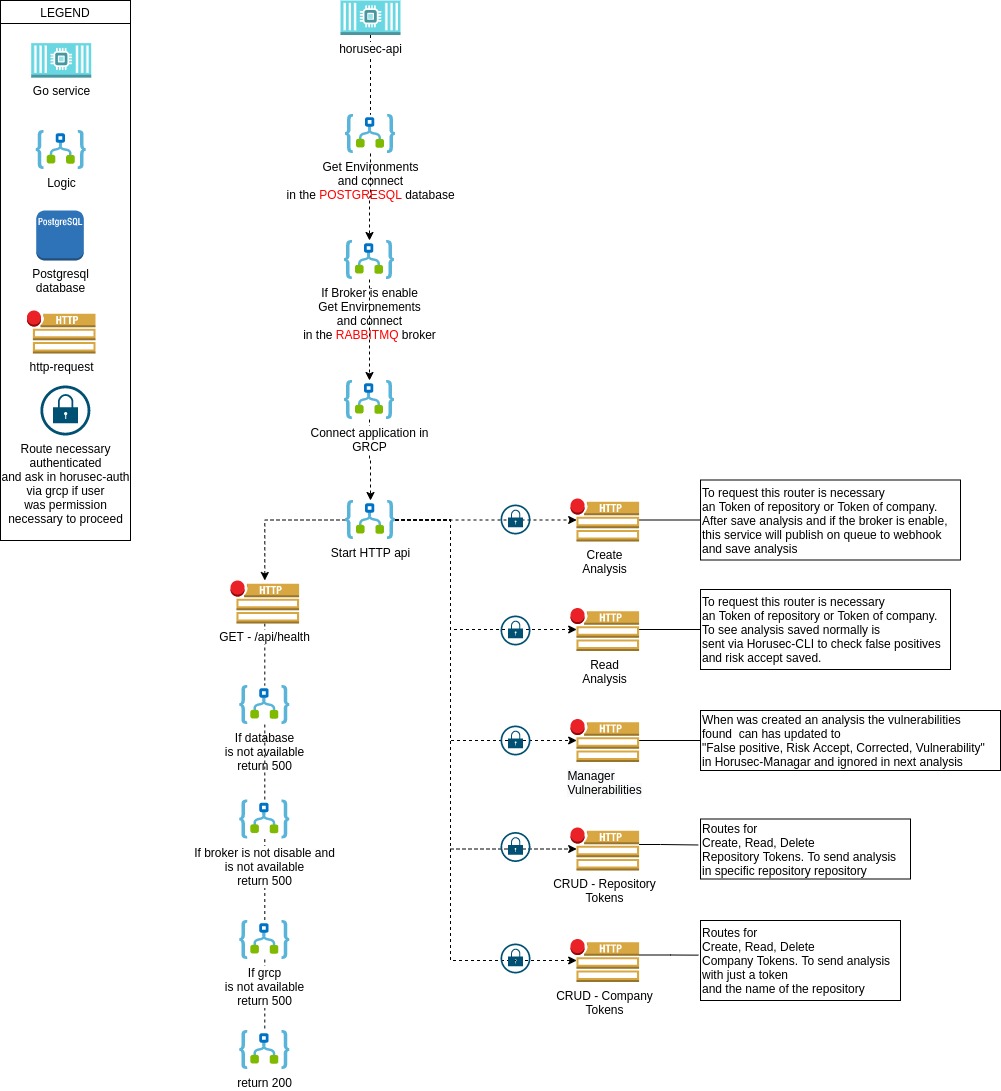 LEGEND
Go service
Logic
PostgreSQL
Postgresql
database
HTTP
http-request
Route necessary
authenticated
and ask in horusec-auth
via grcp if user
was permission
necessary to proceed
horusec-api
Get Environments
and connect
in the POSTGRESQL database
If Broker is enable
Get Environements
and connect
in the RABBITMQ broker
Connect application in
GRCP
Start HTTP api
HTTP
GET - /api/health
If database
is not available
return 500
If broker is not disable and
is not available
return 500
If grcp
is not available
return 500
return 200
HTTP
Create
Analysis
To request this router is necessary
an Token of repository or Token of company.
After save analysis and if the broker is enable,
this service will publish on queue to webhook
and save analysis
HTTP
Read
Analysis
To request this router is necessary
an Token of repository or Token of company.
To see analysis saved normally is
sent via Horusec-CLI to check false positives
and risk accept saved.
HTTP
Manager
Vulnerabilities
When was created an analysis the vulnerabilities
found  can has updated to
"False positive, Risk Accept, Corrected, Vulnerability"
in Horusec-Managar and ignored in next analysis
HTTP
CRUD - Repository
Tokens
Routes for
Create, Read, Delete
Repository Tokens. To send analysis
in specific repository repository
HTTP
CRUD - Company
Tokens
Routes for
Create, Read, Delete
Company Tokens. To send analysis
with just a token
and the name of the repository